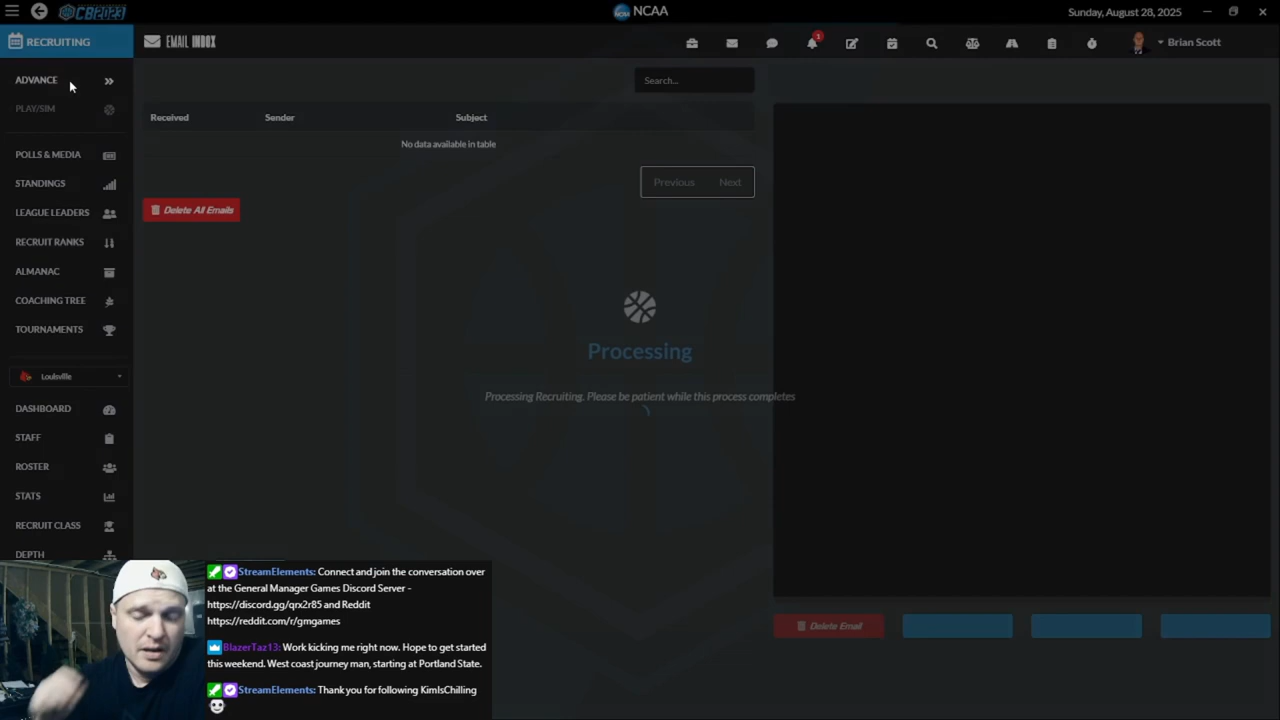 CB2023
NCAA
NCAA
Sunday, August 28, 2025
RECRUITING
EMAIL INBOX
1
Brian Scott
ADVANCE
Search...
PLAY/SIM
Received Sender Subject
No data available in table
POLLS & MEDIA
STANDINGS
Previous Next
LEAGUE LEADERS
Delete All Emails
RECRUIT RANKS
ALMANAC
COACHING TREE
TOURNAMENTS
Processing
Louisville
Processing Recruiting. Please be patient while this process completes
DASHBOARD
STAFF
ROSTER
STATS
RECRUIT CLASS
DEPTH
StreamElements: Connect and join the conversation over
at the General Manager Games Discord Server -
https://discord.gg/qrx2r85 and Reddit
https://reddit.com/r/gmgames
BlazerTaz13: Work kicking me right now. Hope to get started
this weekend. West coast journey man, starting at Portland State.
StreamElements: Thank you for following KimIsChilling
Delete Email